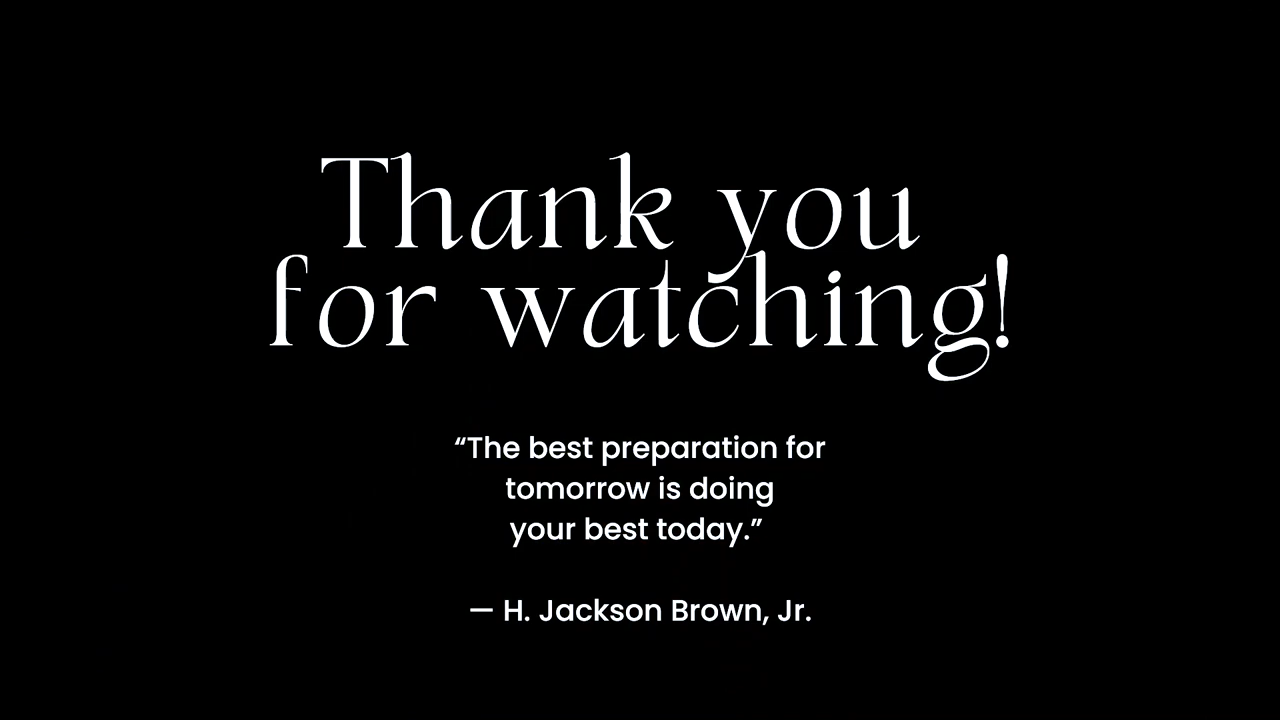 Thank you
for watching!
“The best preparation for
tomorrow is doing
your best today.”
— H. Jackson Brown, Jr.